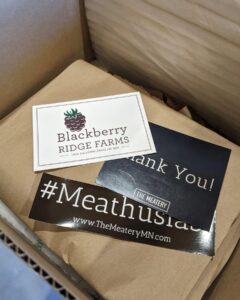 Blackberry
RIDGE FARMS
hank You!
THE MEATERY
#Meathusias
www.TheMeateryMN.com